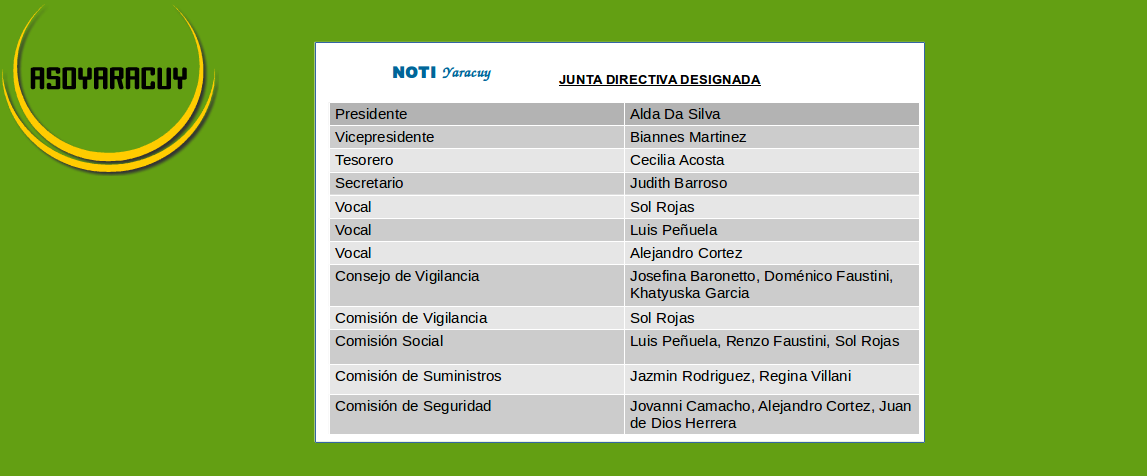 ASOYARACUY
NOTI Yaracuy
JUNTA DIRECTIVA DESIGNADA
Presidente Alda Da Silva
Vicepresidente Biannes Martinez
Tesorero Cecilia Acosta
Secretario Judith Barroso
Vocal Sol Rojas
Vocal Luis Peñuela
Vocal Alejandro Cortez
Consejo de Vigilancia Josefina Baronetto, Doménico Faustini,
Khatyuska Garcia
Comisión de Vigilancia Sol Rojas
Comisión Social Luis Peñuela, Renzo Faustini, Sol Rojas
Comisión de Suministros Jazmin Rodriguez, Regina Villani
Comisión de Seguridad Jovanni Camacho, Alejandro Cortez, Juan
de Dios Herrera